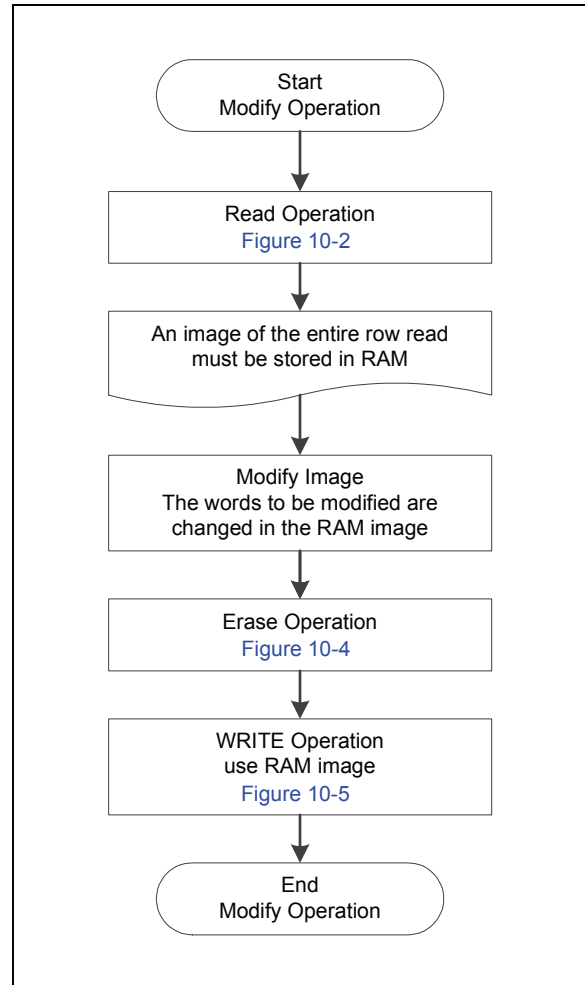 Start
Modify Operation
Read Operation
Figure 10-2
An image of the entire row read
must be stored in RAM
Modify Image
The words to be modified are
changed in the RAM image
Erase Operation
Figure 10-4
WRITE Operation
use RAM image
Figure 10-5
End
Modify Operation